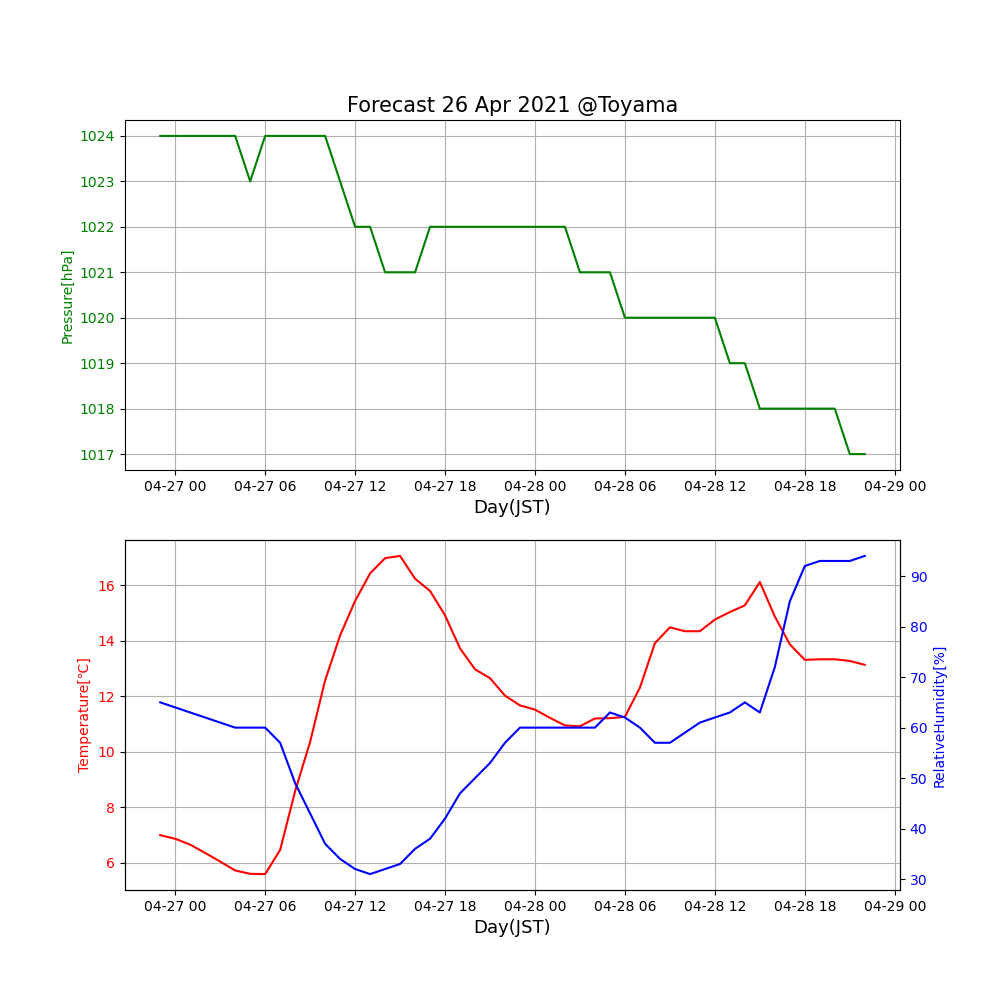 Forecast 26 Apr 2021 @Toyama
1024
1023
1022
1021
1020
1019
1018
1017
Pressure[hPa]
04-27 00 04-27 06 04-27 12 04-27 18 04-28 00 04-28 06 04-28 12 04-28 18 04-29 00
Day(JST)
16
14
12
10
8
6
Temperature[℃]
90
80
70
60
50
40
30
RelativeHumidity[%]
04-27 00 04-27 06 04-27 12 04-27 18 04-28 00 04-28 06 04-28 12 04-28 18 04-29 00
Day(JST)